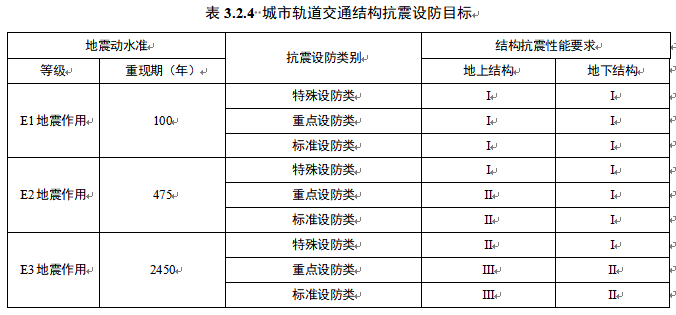 表 3.2.4 城市轨道交通结构抗震设防目标
地震动水准 抗震设防类别 结构抗震性能要求
等级 重现期（年） 地上结构 地下结构
E1 地震作用 100 特殊设防类 I I
重点设防类 I I
标准设防类 I I
E2 地震作用 475 特殊设防类 I I
重点设防类 II I
标准设防类 II I
E3 地震作用 2450 特殊设防类 II I
重点设防类 III II
标准设防类 III II